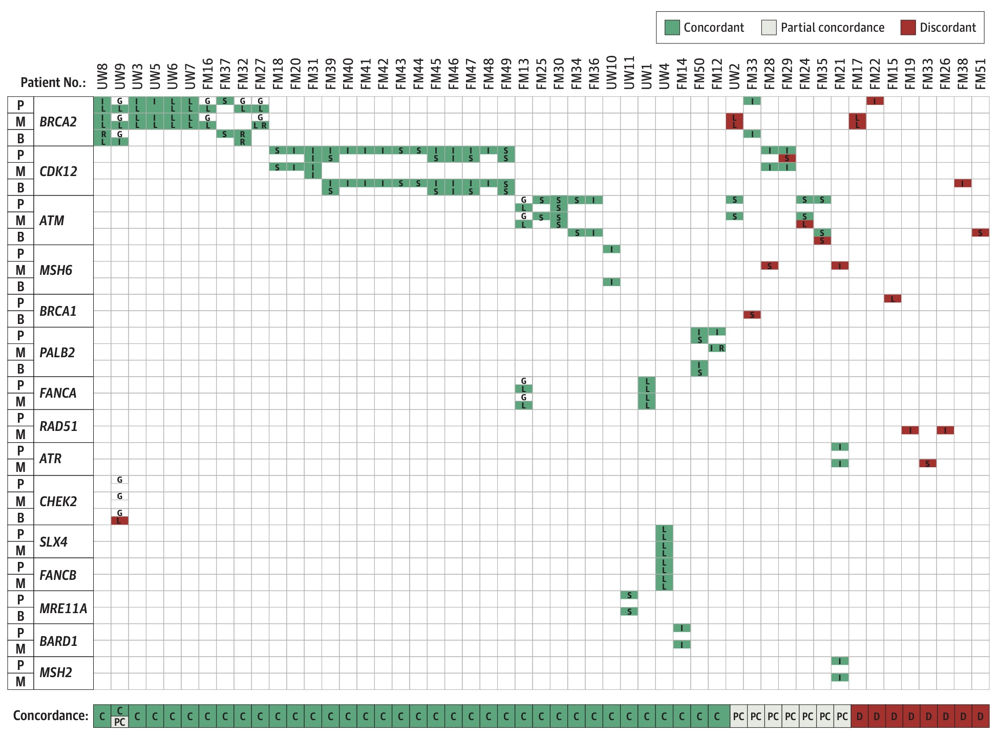 Concordant Partial concordance Discordant
Patient No.: UW8 UW9 UW3 UW5 UW6 UW7 FM16 FM37 FM32 FM27 FM18 FM20 FM31 FM39 FM40 FM41 FM42 FM43 FM44 FM45 FM46 FM47 FM48 FM49 FM13 FM25 FM30 FM34 FM36 UW10 UW11 UW1 UW4 FM14 FM50 FM12 UW2 FM33 FM28 FM29 FM24 FM35 FM21 FM17 FM22 FM15 FM19 FM33 FM26 FM38 FM51
BRCA2
P I G I I L L G S G G I I
L L L L L L L L
M I G L I L L G G L L
L L L L L L L L R L L
B R G S R I
L I R
CDK12
P S I I I I I I S S I I I I S I I
I S S I S S S
M S I I I I
I
B I I I I S S I I I I S I
S S I S S
ATM
P G S S S I S S S
L S
M G S S S S
L S L
B S I S S
S
MSH6
P I
M S I
B I
BRCA1
P L
B S
PALB2
P I I
S
M I R
B I
S
FANCA
P G L
L L
M G L
L L
RAD51
P
M I I
ATR
P I
M I S
CHEK2
P G
M G
B G
L
SLX4
P L
L
M L
L
FANCB
P L
L
M L
L
MRE11A
P S
B S
BARD1
P I
M I
MSH2
P I
M I
Concordance: C C C C C C C C C C C C C C C C C C C C C C C C C C C C C C C C C C C C PC PC PC PC PC PC PC D D D D D D D D
PC